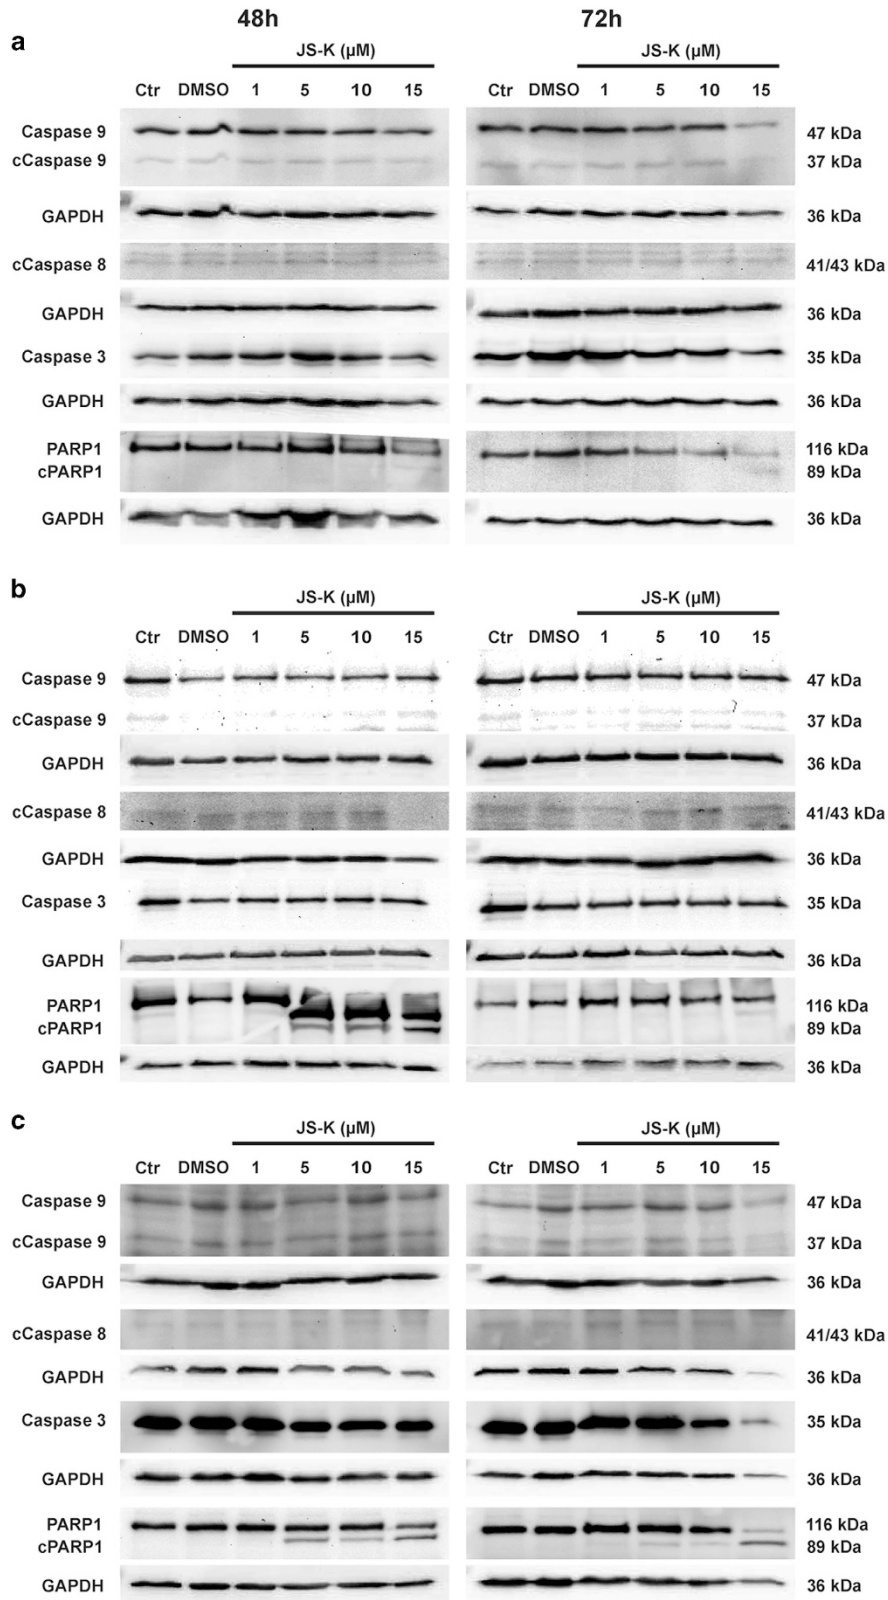 48h 72h
a
JS-K (µM) JS-K (µM)
Ctr DMSO 1 5 10 15 Ctr DMSO 1 5 10 15
Caspase 9 47 kDa
cCaspase 9 37 kDa
GAPDH 36 kDa
cCaspase 8 41/43 kDa
GAPDH 36 kDa
Caspase 3 35 kDa
GAPDH 36 kDa
PARP1 116 kDa
cPARP1 89 kDa
GAPDH 36 kDa
b
JS-K (µM) JS-K (µM)
Ctr DMSO 1 5 10 15 Ctr DMSO 1 5 10 15
Caspase 9 47 kDa
cCaspase 9 37 kDa
GAPDH 36 kDa
cCaspase 8 41/43 kDa
GAPDH 36 kDa
Caspase 3 35 kDa
GAPDH 36 kDa
PARP1 116 kDa
cPARP1 89 kDa
GAPDH 36 kDa
c
JS-K (µM) JS-K (µM)
Ctr DMSO 1 5 10 15 Ctr DMSO 1 5 10 15
Caspase 9 47 kDa
cCaspase 9 37 kDa
GAPDH 36 kDa
cCaspase 8 41/43 kDa
GAPDH 36 kDa
Caspase 3 35 kDa
GAPDH 36 kDa
PARP1 116 kDa
cPARP1 89 kDa
GAPDH 36 kDa